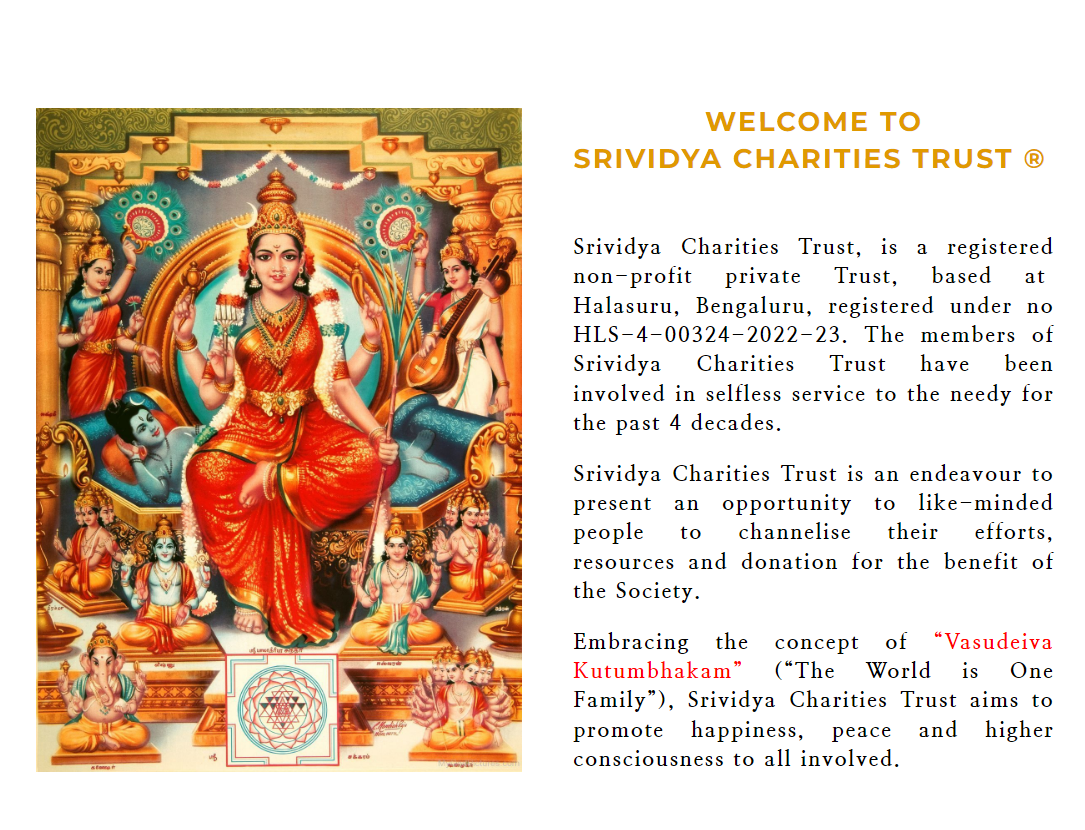 WELCOME TO
SRIVIDYA CHARITIES TRUST ®
Srividya Charities Trust, is a registered
non-profit private Trust, based at
Halasuru, Bengaluru, registered under no
HLS-4-00324-2022-23. The members of
Srividya Charities Trust have been
involved in selfless service to the needy for
the past 4 decades.
Srividya Charities Trust is an endeavour to
present an opportunity to like-minded
people to channelise their efforts,
resources and donation for the benefit of
the Society.
Embracing the concept of “Vasudeiva
Kutumbhakam” (“The World is One
Family”), Srividya Charities Trust aims to
promote happiness, peace and higher
consciousness to all involved.
ஸ்ரீ
சக்கரம்